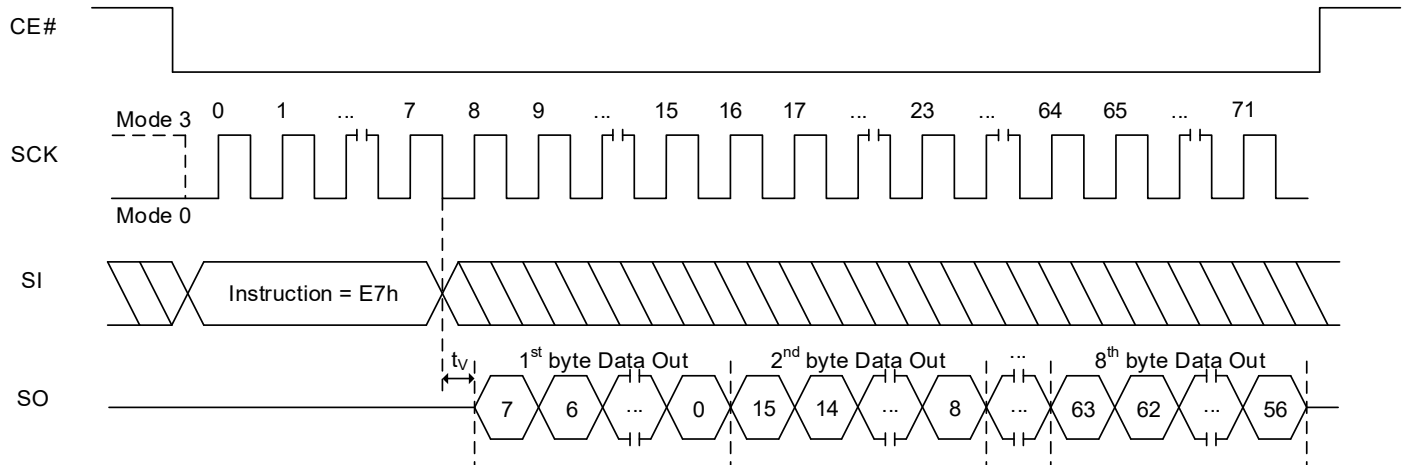 CE#
0 1 ... 7 8 9 ... 15 16 17 ... 23 ... 64 65 ... 71
Mode 3
SCK
Mode 0
SI
Instruction = E7h
tV
1st byte Data Out 2nd byte Data Out ... 8th byte Data Out
SO
7 6 ... 0 15 14 ... 8 ... 63 62 ... 56